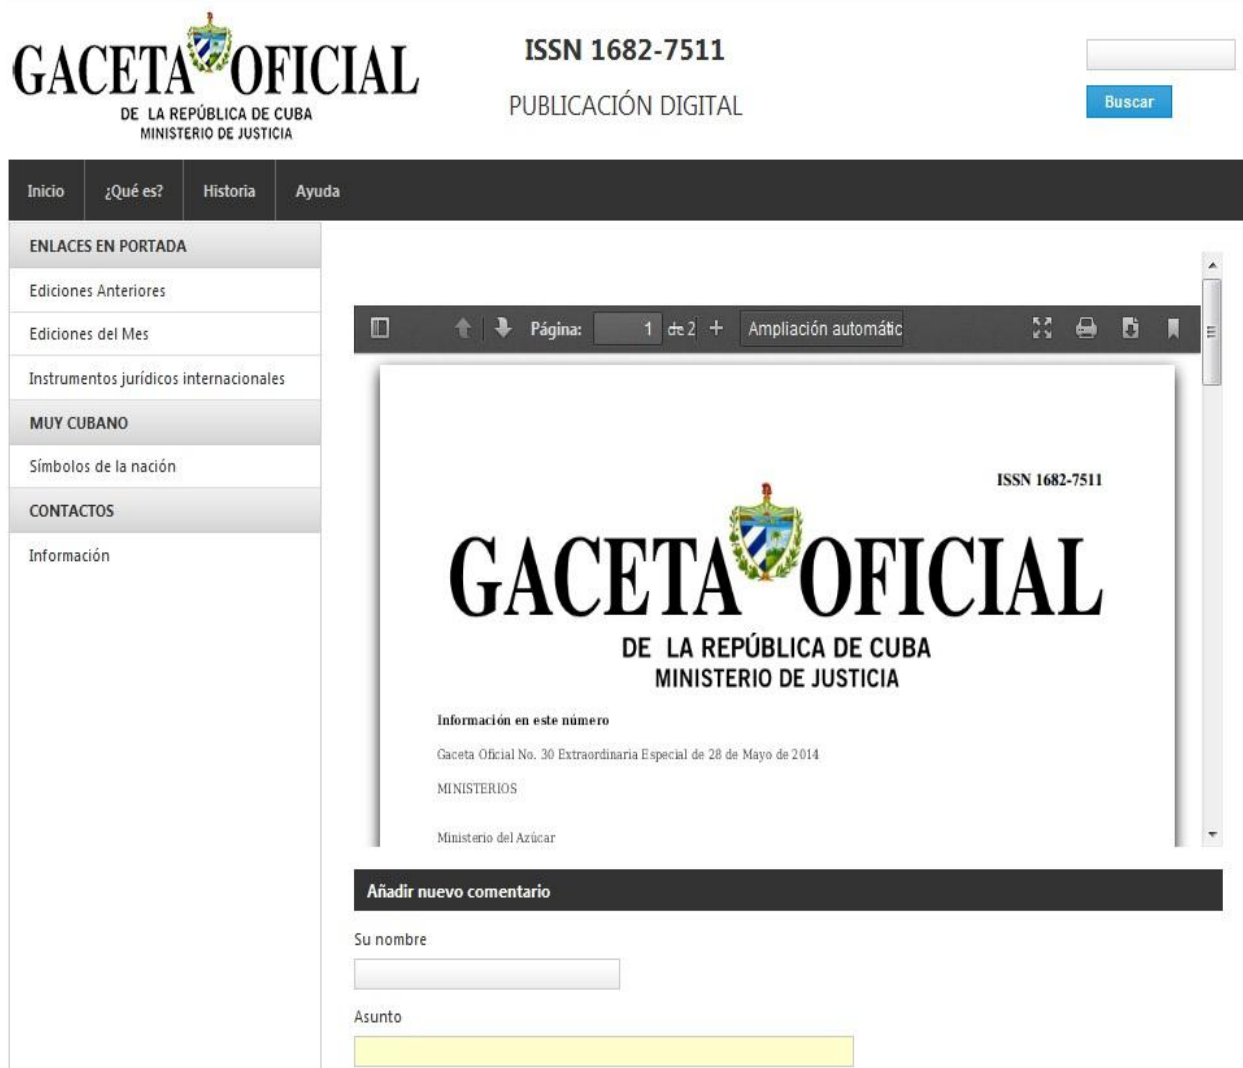 GACETA OFICIAL
DE LA REPÚBLICA DE CUBA
MINISTERIO DE JUSTICIA
ISSN 1682-7511
PUBLICACIÓN DIGITAL
Buscar
Inicio ¿Qué es? Historia Ayuda
ENLACES EN PORTADA
Ediciones Anteriores
Ediciones del Mes
Instrumentos jurídicos internacionales
MUY CUBANO
Símbolos de la nación
CONTACTOS
Información
Página: 1 de 2 + Ampliación automátic
ISSN 1682-7511
GACETA OFICIAL
DE LA REPÚBLICA DE CUBA
MINISTERIO DE JUSTICIA
Información en este número
Gaceta Oficial No. 30 Extraordinaria Especial de 28 de Mayo de 2014
MINISTERIOS
Ministerio del Azúcar
Añadir nuevo comentario
Su nombre
Asunto